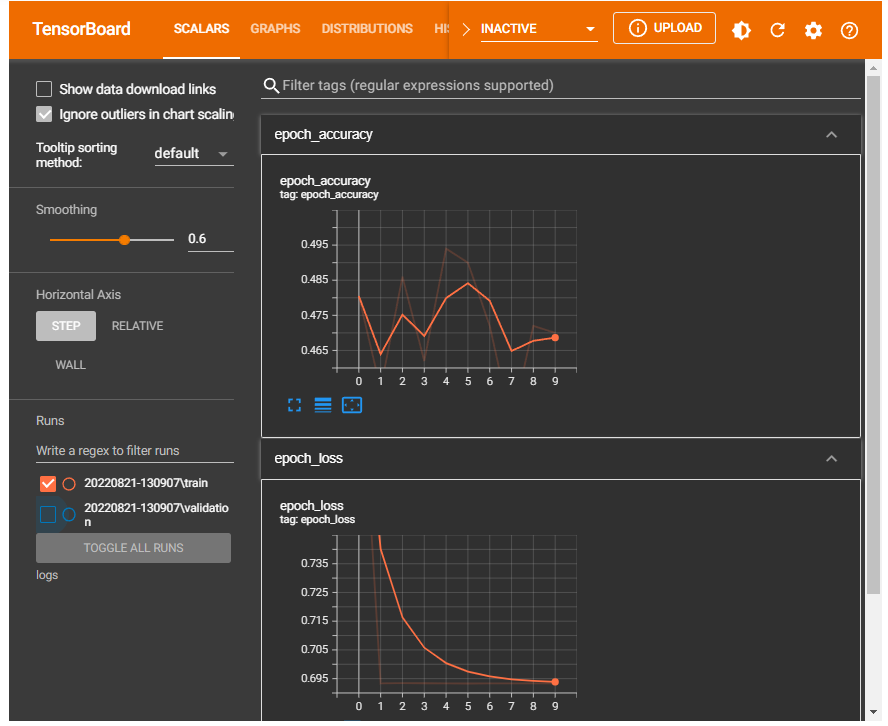 TensorBoard SCALARS GRAPHS DISTRIBUTIONS HI INACTIVE UPLOAD
Show data download links
Ignore outliers in chart scaling
Tooltip sorting
method:
default
Smoothing
0.6
Horizontal Axis
STEP RELATIVE
WALL
Runs
Write a regex to filter runs
20220821-130907\train
20220821-130907\validatio
n
TOGGLE ALL RUNS
logs
Filter tags (regular expressions supported)
epoch_accuracy
epoch_accuracy
tag: epoch_accuracy
0.495
0.485
0.475
0.465
0 1 2 3 4 5 6 7 8 9
epoch_loss
epoch_loss
tag: epoch_loss
0.735
0.725
0.715
0.705
0.695
0 1 2 3 4 5 6 7 8 9